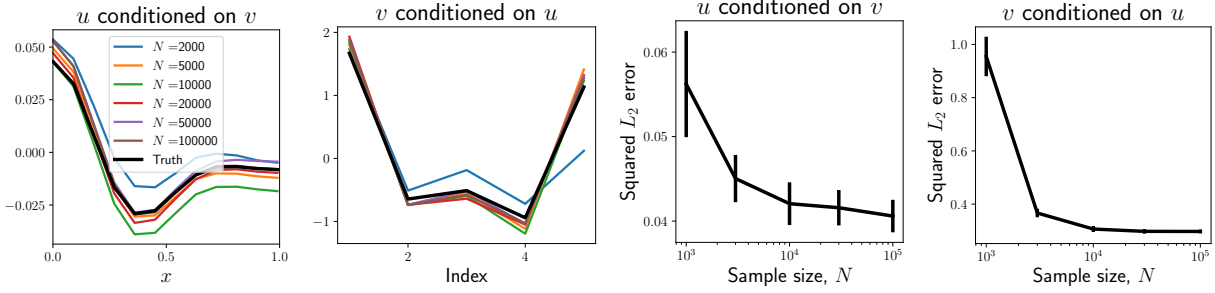 u conditioned on v
0.050
0.025
0.000
−0.025
N =2000
N =5000
N =10000
N =20000
N =50000
N =100000
Truth
0.0
0.5
1.0
x
v conditioned on u
2
1
0
−1
2
4
Index
u conditioned on v
Squared L₂ error
0.06
0.05
0.04
10³
10⁴
10⁵
Sample size, N
v conditioned on u
Squared L₂ error
1.0
0.8
0.6
0.4
10³
10⁴
10⁵
Sample size, N